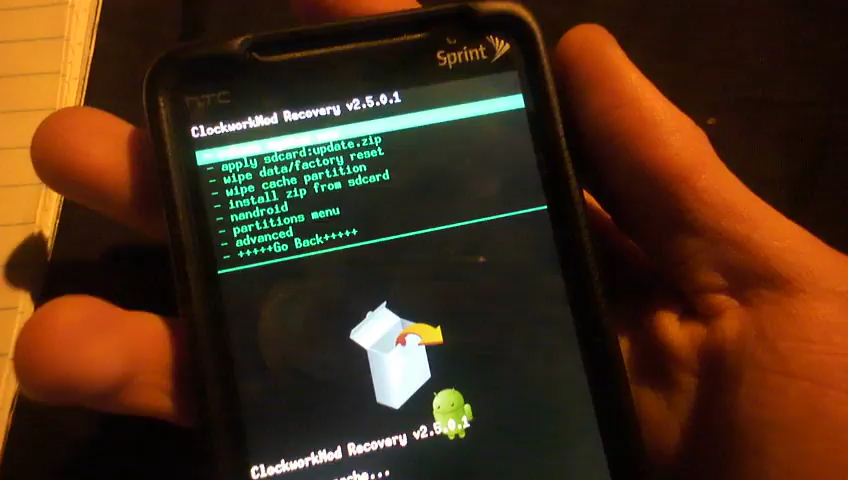 Sprint
hTC
ClockworkMod Recovery v2.5.0.1
- apply sdcard:update.zip
- wipe data/factory reset
- wipe cache partition
- install zip from sdcard
- nandroid
- partitions menu
- advanced
- +++++Go Back+++++
ClockworkMod Recovery v2.5.0.1